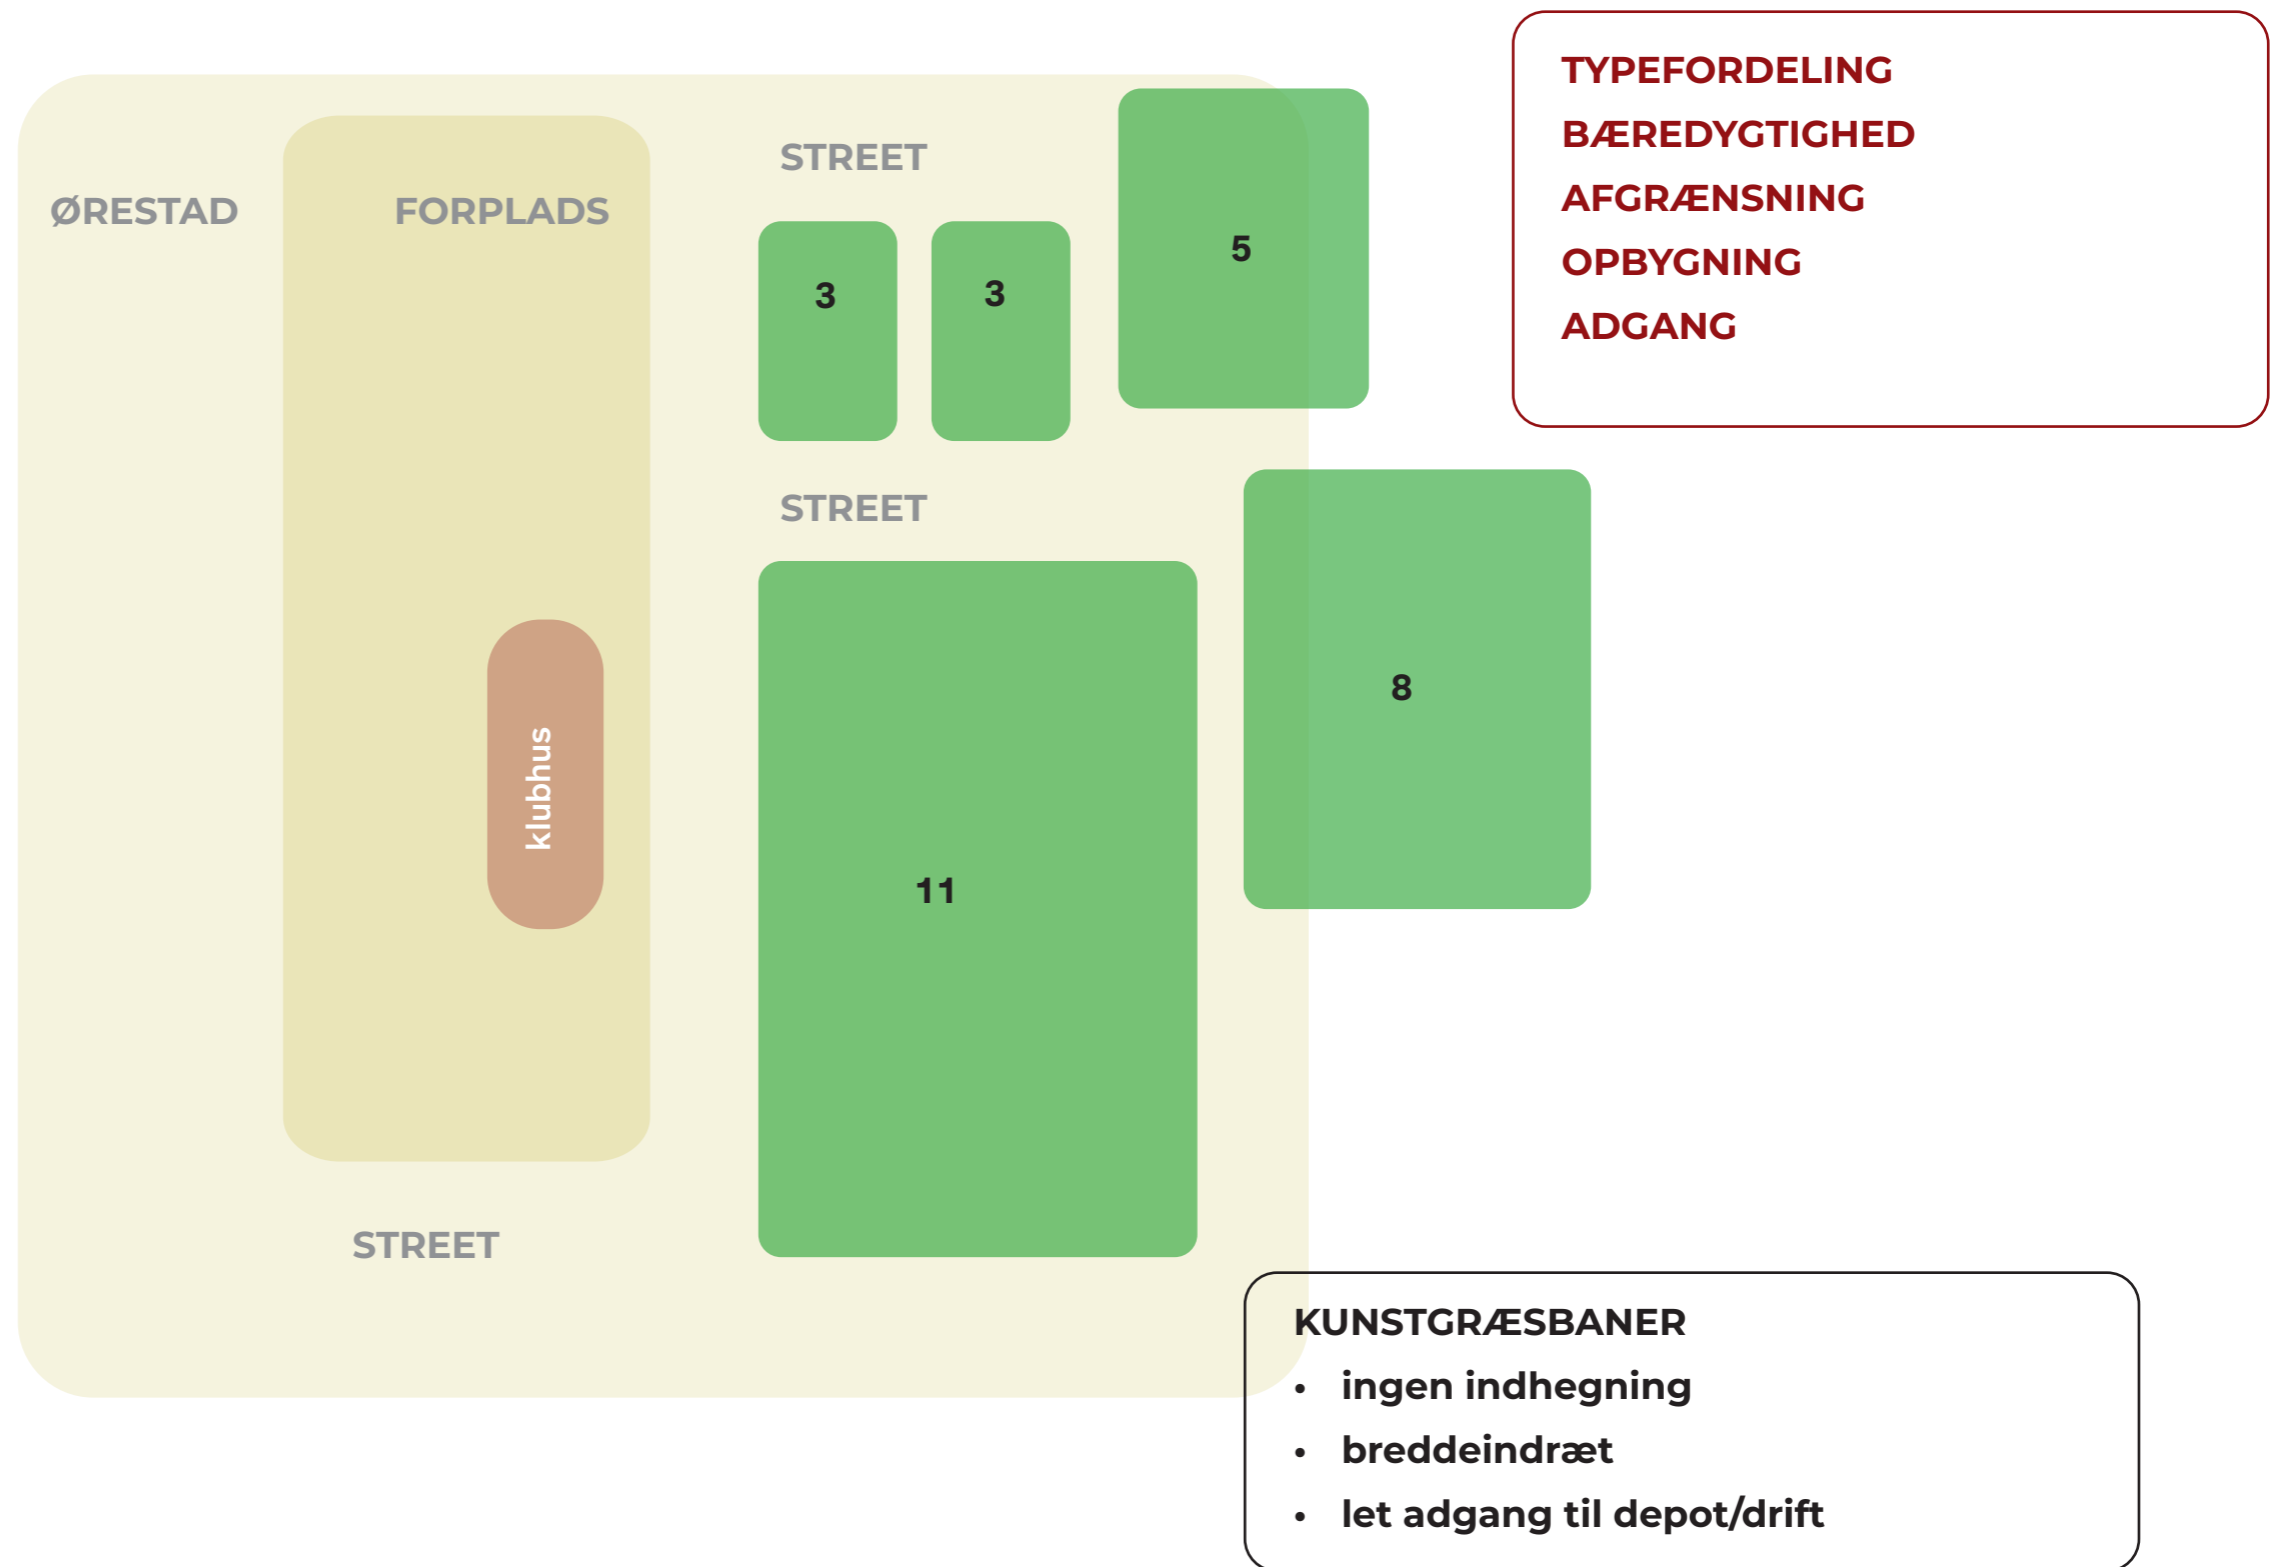 TYPEFORDELING
BÆREDYGTIGHED
AFGRÆNSNING
OPBYGNING
ADGANG
ØRESTAD
FORPLADS
STREET
3
3
5
STREET
8
klubhus
11
STREET
KUNSTGRÆSBANER
• ingen indhegning
• breddeindræt
• let adgang til depot/drift